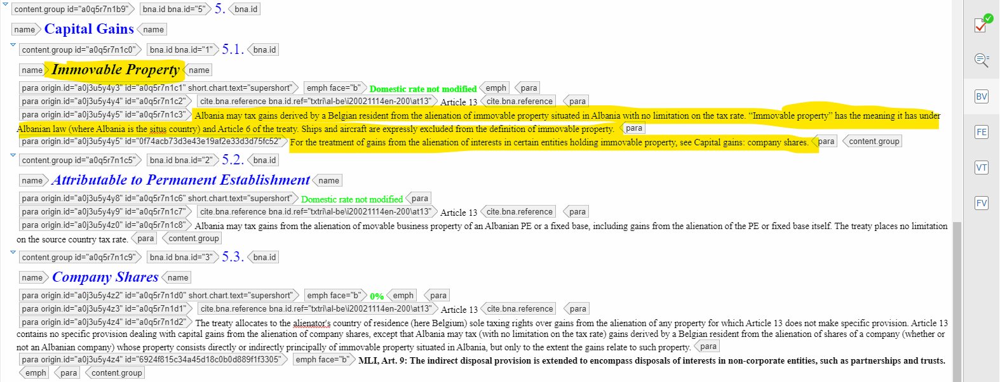 content.group id="a0q5r7n1b9" bna.id bna.id="5" 5. bna.id
name Capital Gains name
content.group id="a0q5r7n1c0" bna.id bna.id="1" 5.1. bna.id
name Immovable Property name
para origin.id="a0j3u5y4y3" id="a0q5r7n1c1" short.chart.text="supershort" emph face="b" Domestic rate not modified emph para
para origin.id="a0j3u5y4y4" id="a0q5r7n1c2" cite.bna.reference bna.id.ref="txtri\al-be\i20021114en-200\at13" Article 13 cite.bna.reference para
para origin.id="a0j3u5y4y5" id="a0q5r7n1c3" Albania may tax gains derived by a Belgian resident from the alienation of immovable property situated in Albania with no limitation on the tax rate. “Immovable property” has the meaning it has under
Albanian law (where Albania is the situs country) and Article 6 of the treaty. Ships and aircraft are expressly excluded from the definition of immovable property. para
para origin.id="a0j3u5y4y5" id="0f74acb73d3e43e19af2e33d3d75fc52" For the treatment of gains from the alienation of interests in certain entities holding immovable property, see Capital gains: company shares. para content.group
content.group id="a0q5r7n1c5" bna.id bna.id="2" 5.2. bna.id
name Attributable to Permanent Establishment name
para origin.id="a0j3u5y4y8" id="a0q5r7n1c6" short.chart.text="supershort" Domestic rate not modified para
para origin.id="a0j3u5y4y9" id="a0q5r7n1c7" cite.bna.reference bna.id.ref="txtri\al-be\i20021114en-200\at13" Article 13 cite.bna.reference para
para origin.id="a0j3u5y4z0" id="a0q5r7n1c8" Albania may tax gains from the alienation of movable business property of an Albanian PE or a fixed base, including gains from the alienation of the PE or fixed base itself. The treaty places no limitation
on the source country tax rate. para content.group
content.group id="a0q5r7n1c9" bna.id bna.id="3" 5.3. bna.id
name Company Shares name
para origin.id="a0j3u5y4z2" id="a0q5r7n1d0" short.chart.text="supershort" emph face="b" 0% emph para
para origin.id="a0j3u5y4z3" id="a0q5r7n1d1" cite.bna.reference bna.id.ref="txtri\al-be\i20021114en-200\at13" Article 13 cite.bna.reference para
para origin.id="a0j3u5y4z4" id="a0q5r7n1d2" The treaty allocates to the alienator's country of residence (here Belgium) sole taxing rights over gains from the alienation of any property for which Article 13 does not make specific provision. Article 13
contains no specific provision dealing with capital gains from the alienation of company shares, except that Albania may tax (with no limitation on the tax rate) gains derived by a Belgian resident from the alienation of shares of a company (whether or
not an Albanian company) whose property consists directly or indirectly principally of immovable property situated in Albania, but only to the extent the gains relate to such property. para
para origin.id="a0j3u5y4z4" id="6924f815c34a45d18c0b0d889f1f3305" emph face="b" MLI, Art. 9: The indirect disposal provision is extended to encompass disposals of interests in non-corporate entities, such as partnerships and trusts.
emph para content.group
BV
FE
VT
FV